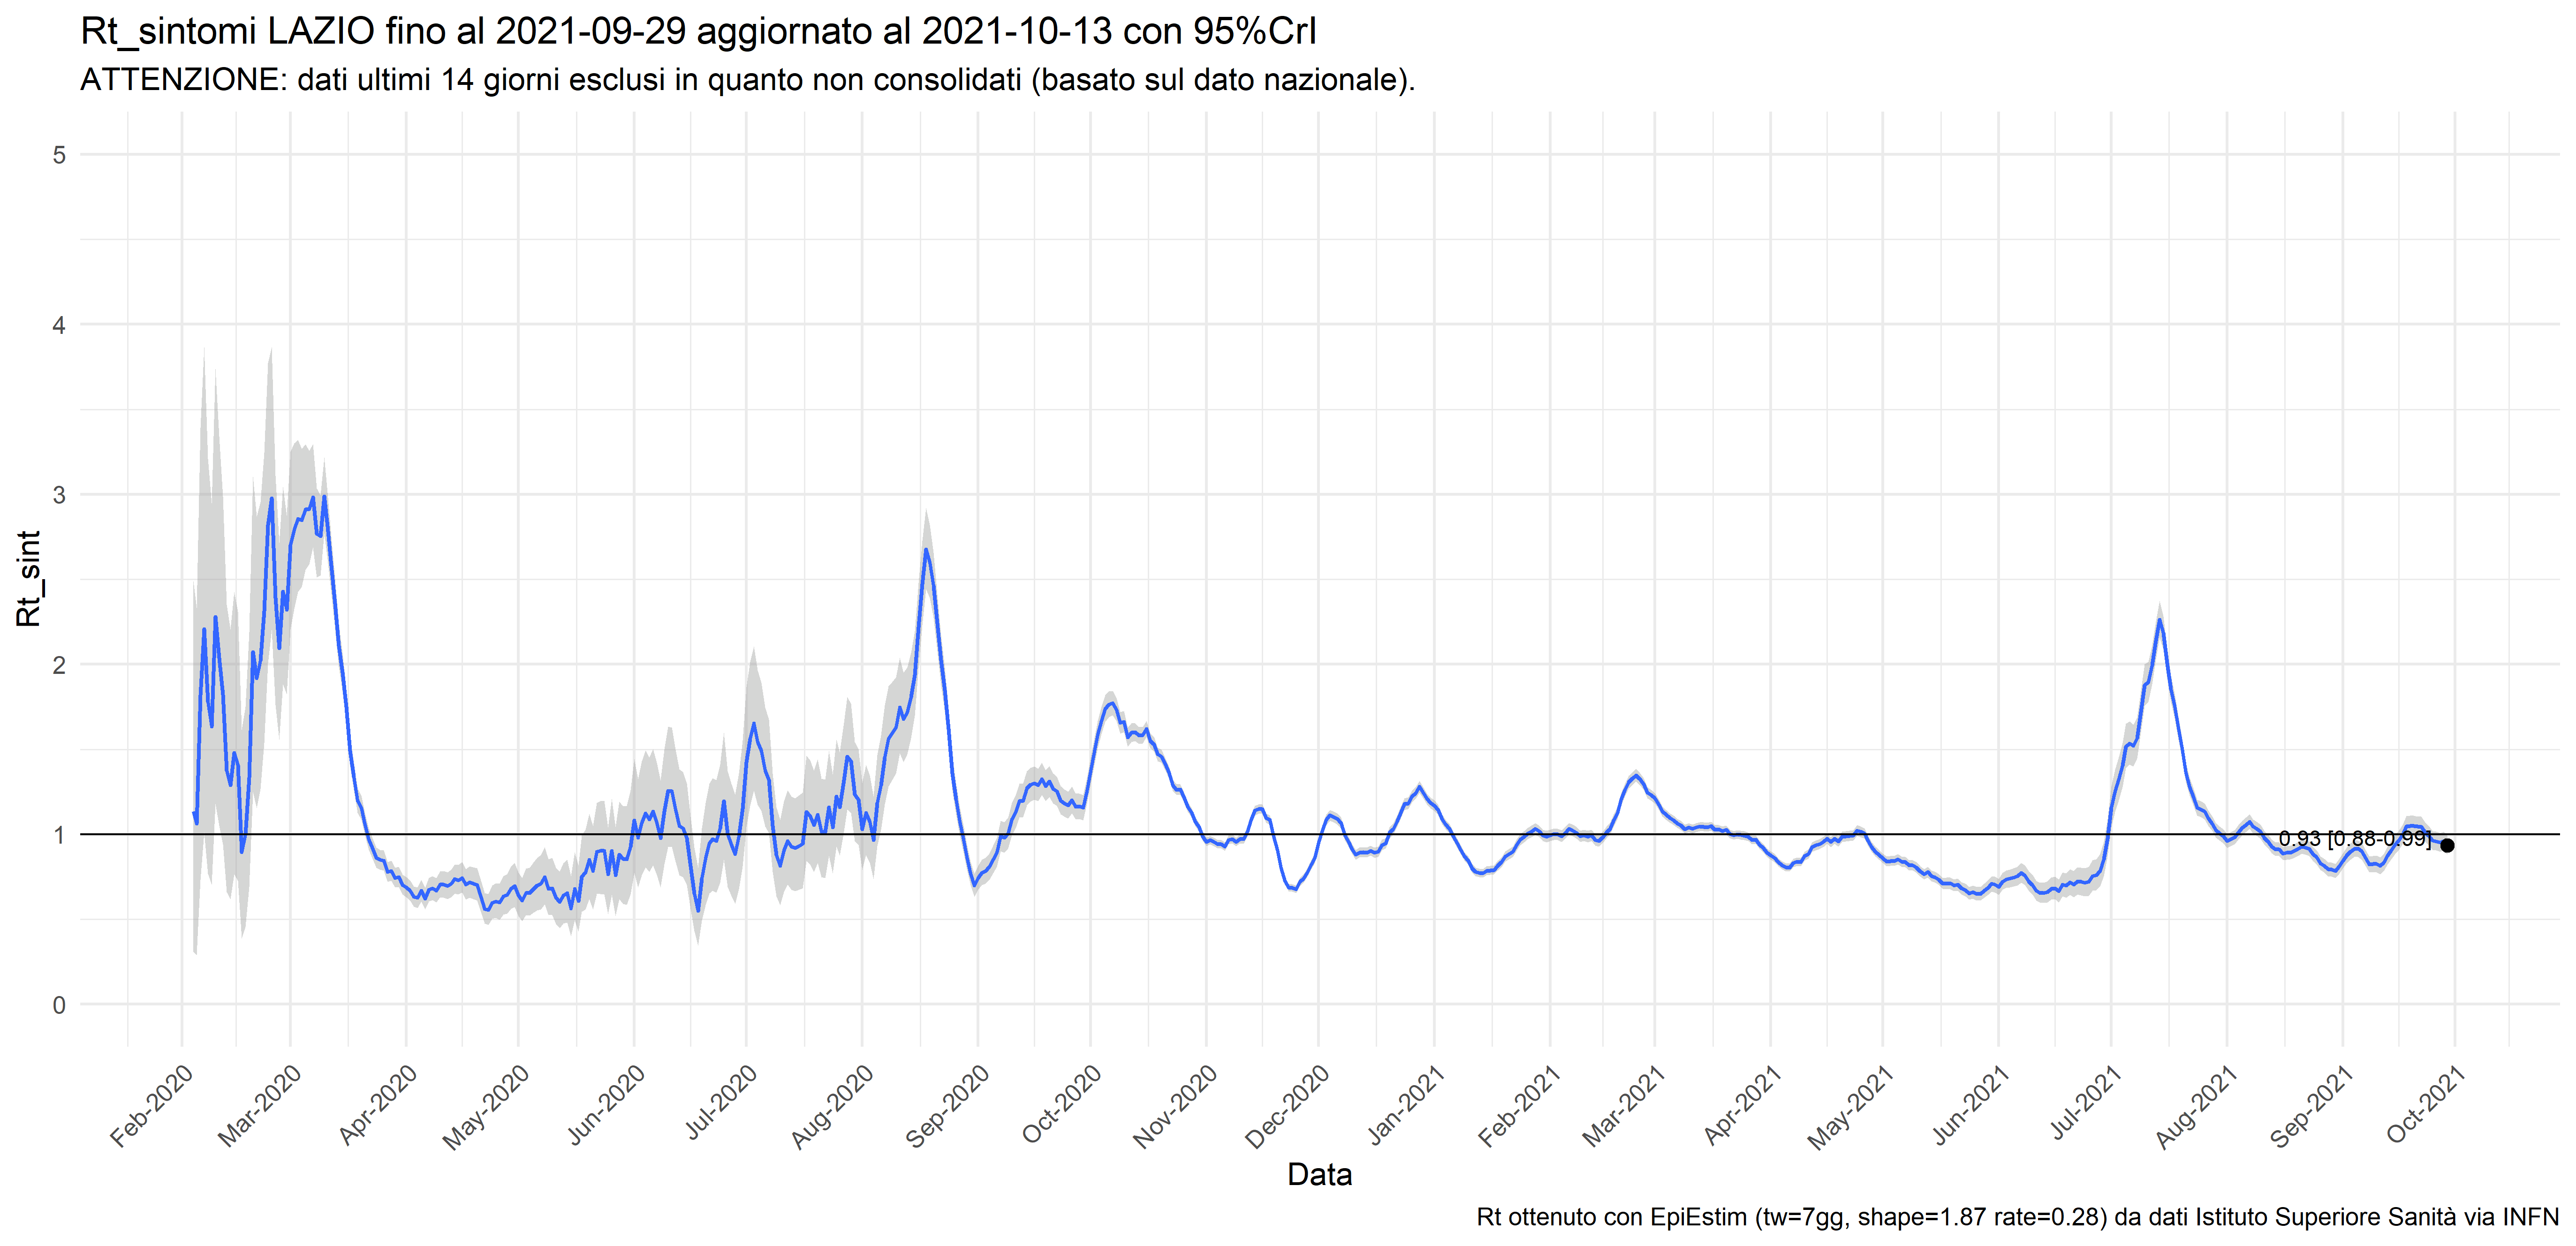 Rt_sintomi LAZIO fino al 2021-09-29 aggiornato al 2021-10-13 con 95%CrI
ATTENZIONE: dati ultimi 14 giorni esclusi in quanto non consolidati (basato sul dato nazionale).
5
4
3
2
1
0
Rt_sint
0.93 [0.88-0.99]
Feb-2020
Mar-2020
Apr-2020
May-2020
Jun-2020
Jul-2020
Aug-2020
Sep-2020
Oct-2020
Nov-2020
Dec-2020
Jan-2021
Feb-2021
Mar-2021
Apr-2021
May-2021
Jun-2021
Jul-2021
Aug-2021
Sep-2021
Oct-2021
Data
Rt ottenuto con EpiEstim (tw=7gg, shape=1.87 rate=0.28) da dati Istituto Superiore Sanità via INFN